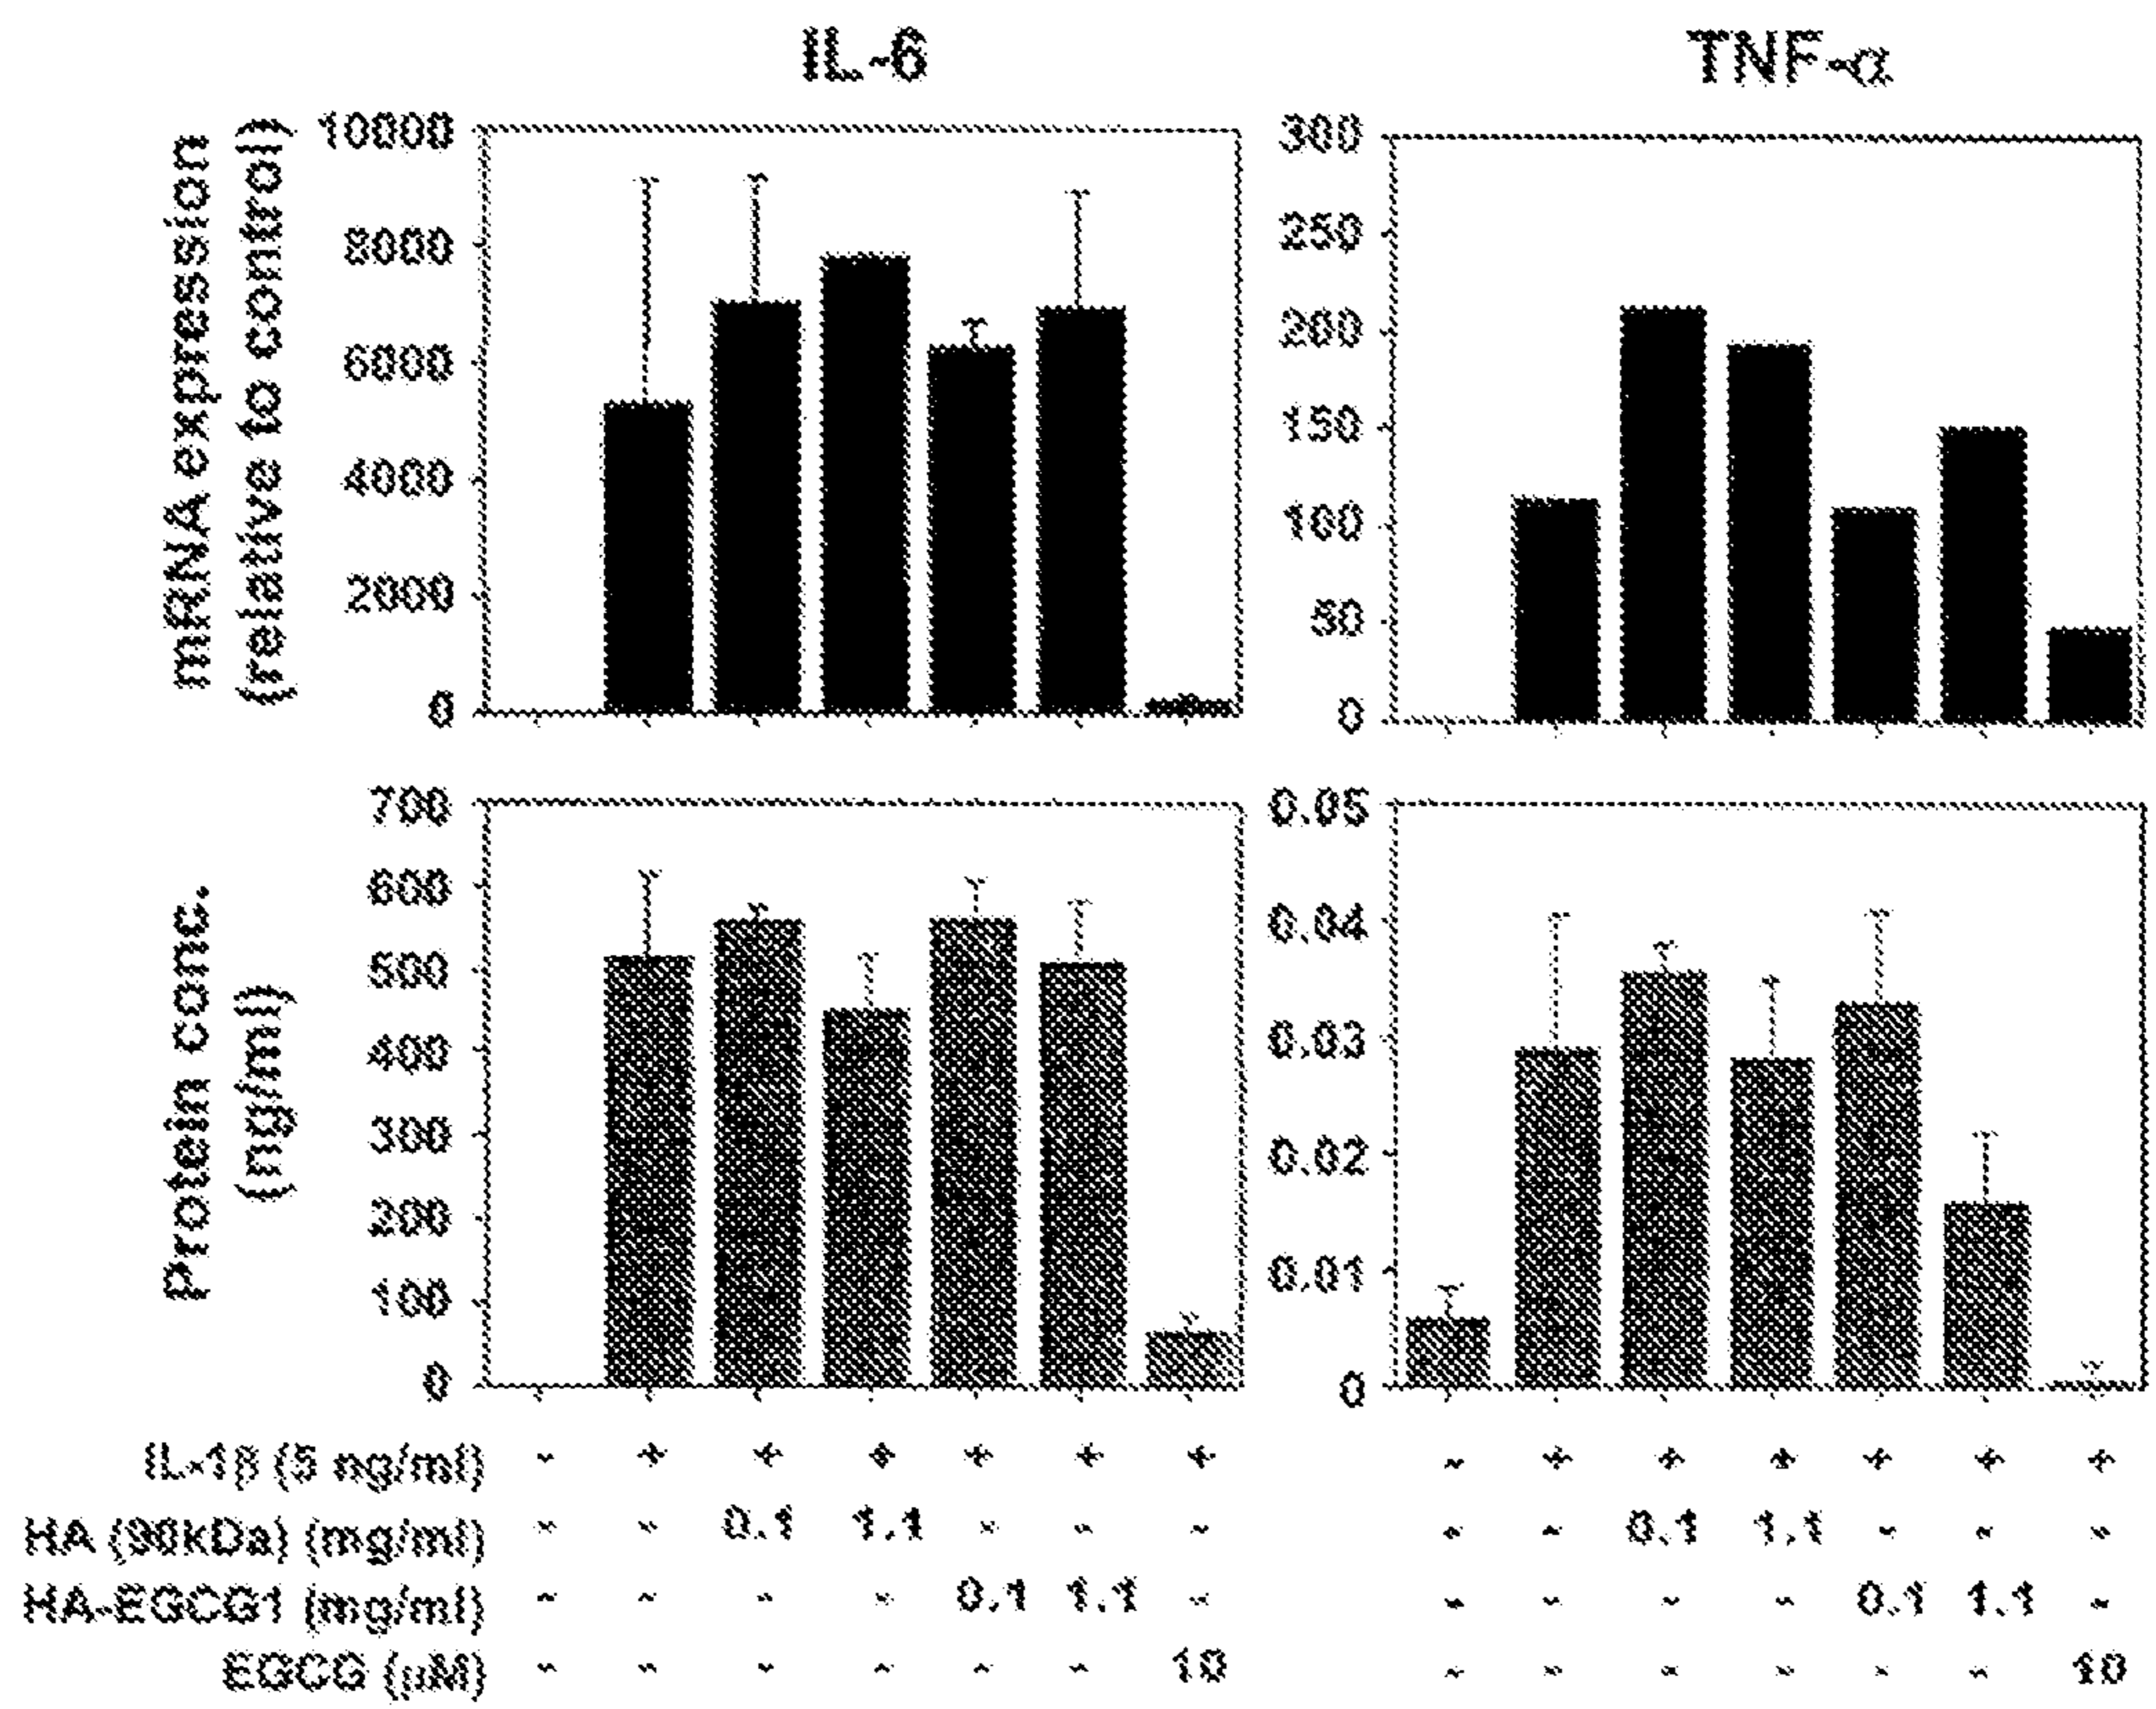 IL-6
TNF-α
mRNA expression
(relative to control)
10000
8000
6000
4000
2000
0
300
250
200
150
100
50
0
Protein conc.
(ng/ml)
700
600
500
400
300
200
100
0
0.05
0.04
0.03
0.02
0.01
0
IL-1β (5 ng/ml) - + + + + + + - + + + + + +
HA (90kDa) (mg/ml) - - 0.1 1.1 - - - - - 0.1 1.1 - - -
HA-EGCG1 (mg/ml) - - - - 0.1 1.1 - - - - - 0.1 1.1 -
EGCG (μM) - - - - - - 10 - - - - - - 10